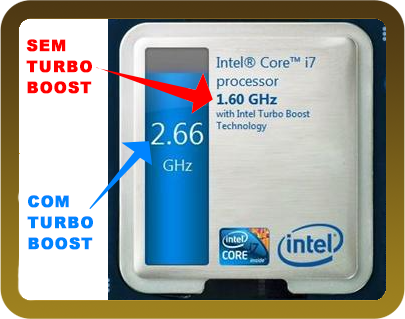 SEM
TURBO
BOOST
Intel® Core™ i7
processor
1.60 GHz
with Intel Turbo Boost
Technology
2.66
GHz
COM
TURBO
BOOST
intel
CORE i7
inside™
intel